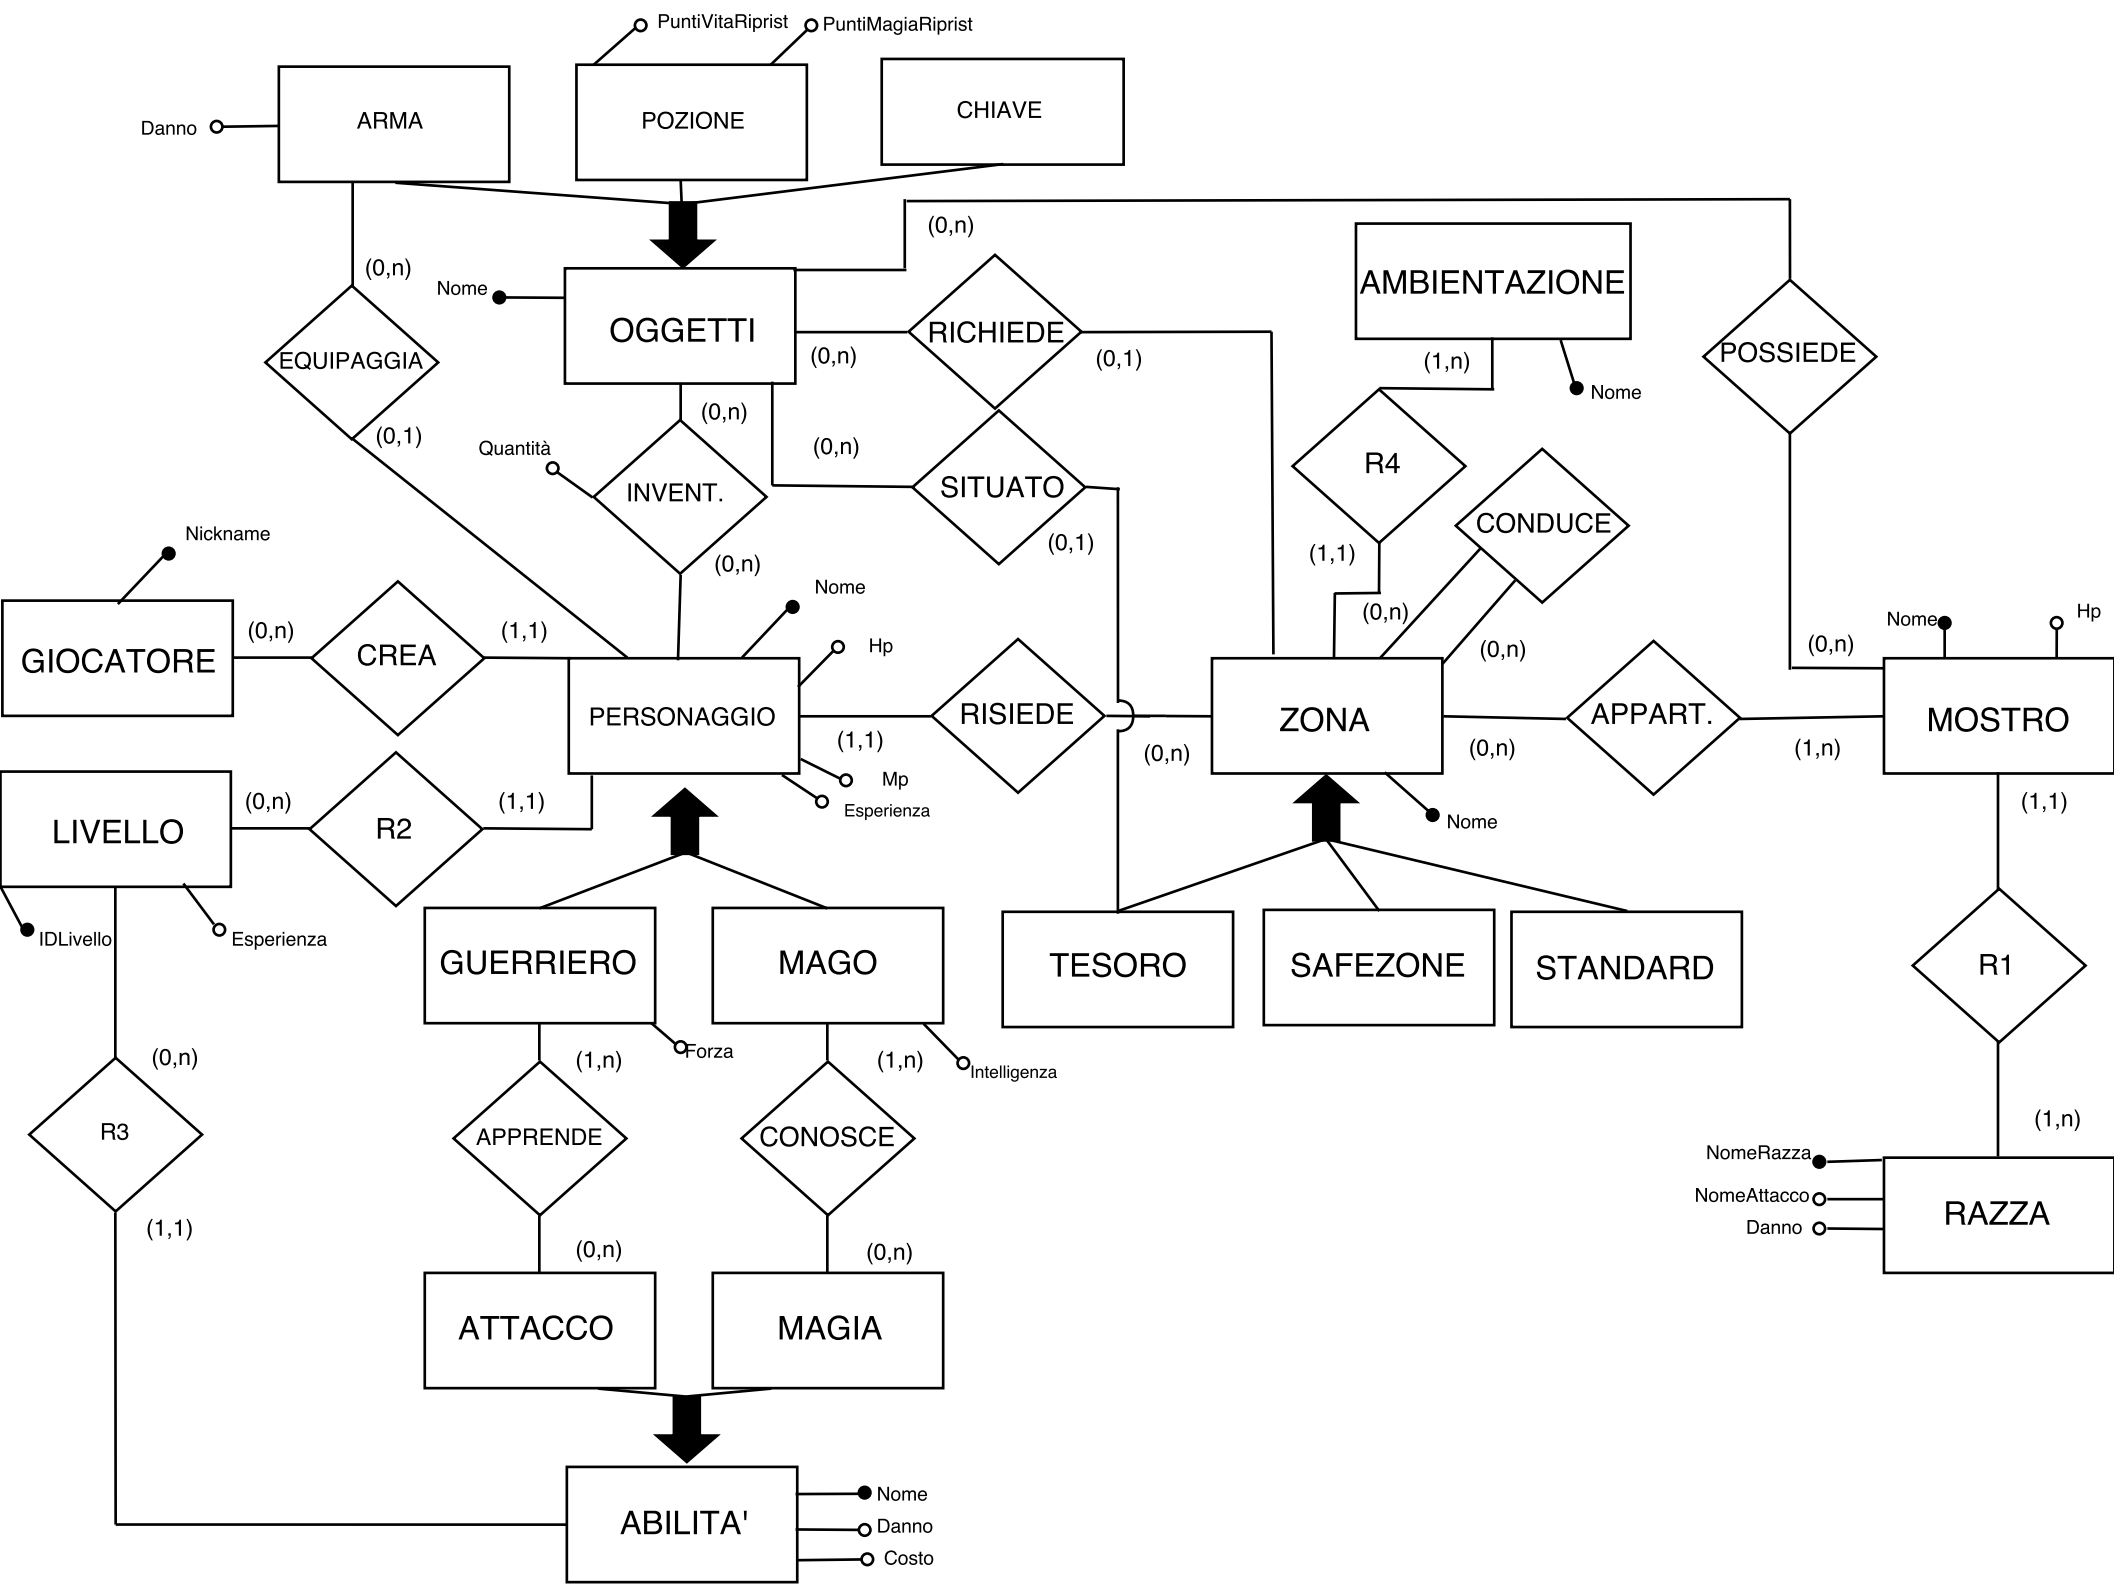 PuntiVitaRiprist
PuntiMagiaRiprist
ARMA
POZIONE
CHIAVE
Danno
(0,n)
AMBIENTAZIONE
(0,n)
Nome
OGGETTI
RICHIEDE
(0,n)
(0,1)
(1,n)
POSSIEDE
Nome
EQUIPAGGIA
(0,1)
(0,n)
Quantità
(0,n)
INVENT.
SITUATO
R4
CONDUCE
(0,1)
(1,1)
(0,n)
Nickname
Nome
(0,n)
(0,n)
Nome
Hp
(0,n)
GIOCATORE
(0,n)
CREA
(1,1)
Hp
PERSONAGGIO
RISIEDE
ZONA
APPART.
MOSTRO
(1,1)
(0,n)
(0,n)
(1,n)
Mp
Esperienza
LIVELLO
(0,n)
R2
(1,1)
Nome
(1,1)
IDLivello
Esperienza
GUERRIERO
MAGO
TESORO
SAFEZONE
STANDARD
R1
(0,n)
(1,n)
Forza
(1,n)
Intelligenza
R3
APPRENDE
CONOSCE
(1,n)
NomeRazza
NomeAttacco
Danno
RAZZA
(1,1)
(0,n)
(0,n)
ATTACCO
MAGIA
ABILITA'
Nome
Danno
Costo